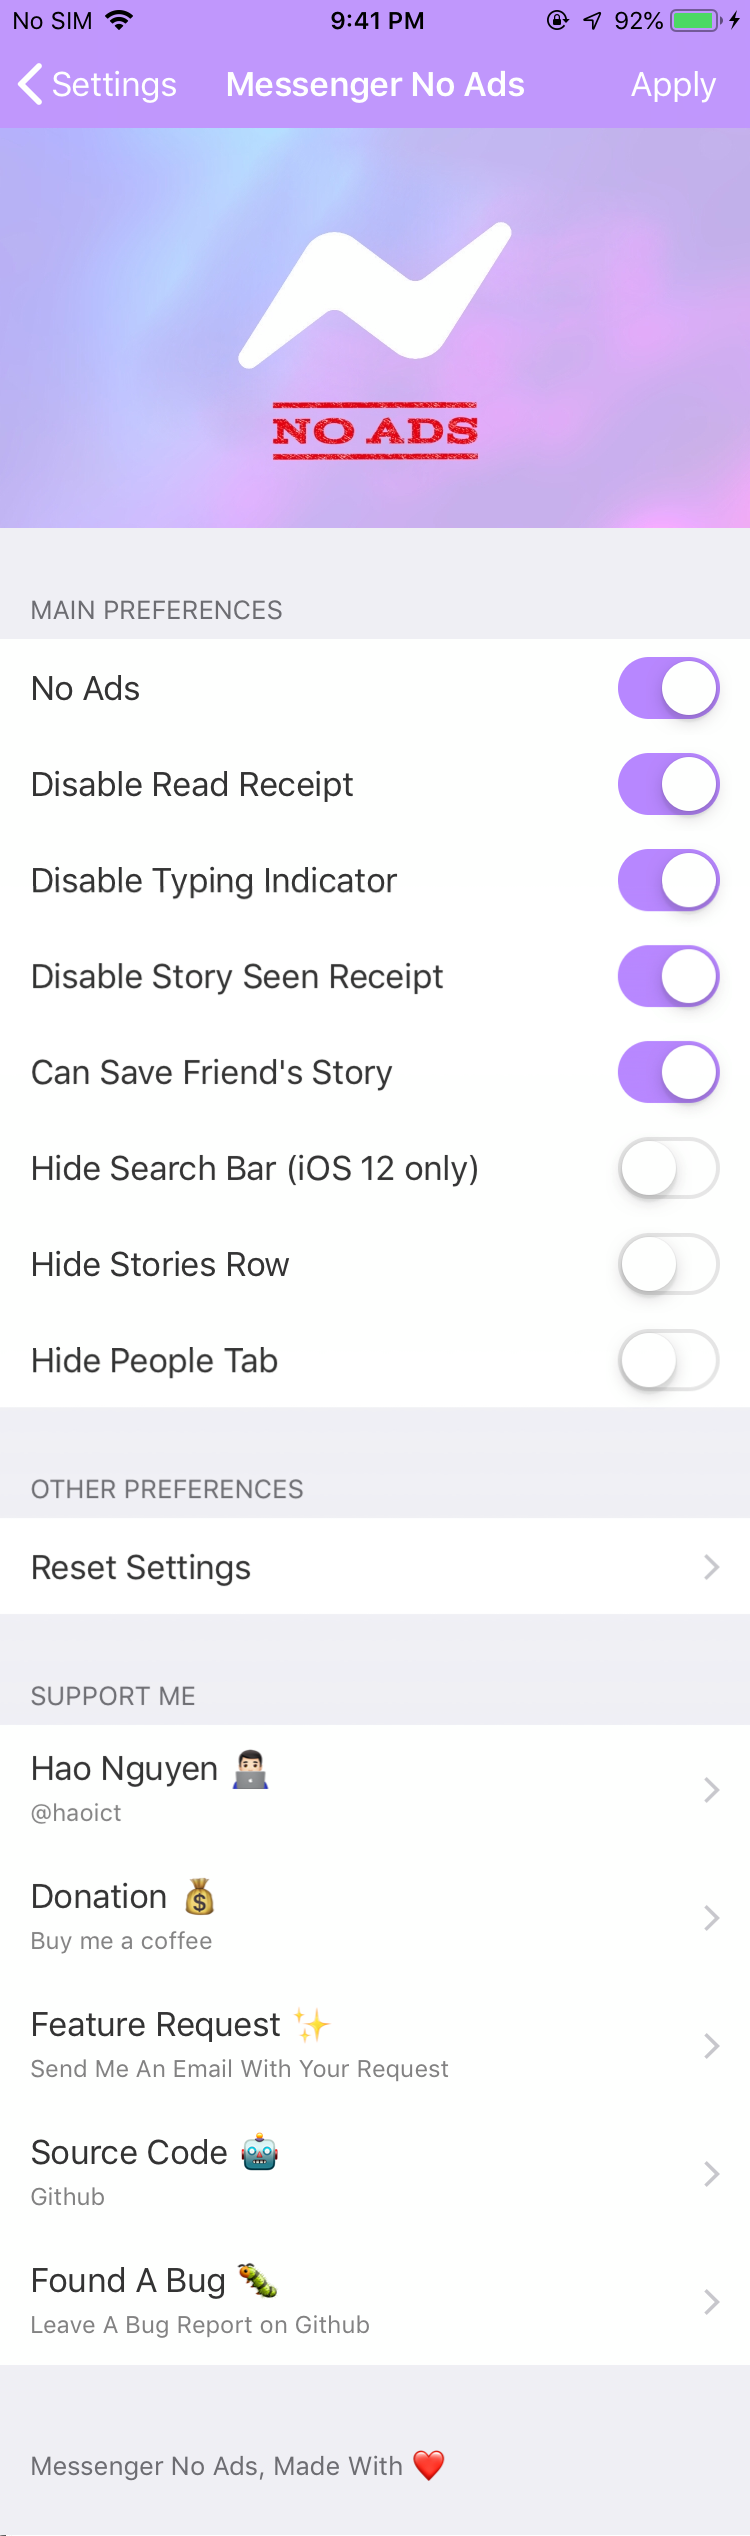 No SIM 9:41 PM 92%
Settings Messenger No Ads Apply
NO ADS
MAIN PREFERENCES
No Ads
Disable Read Receipt
Disable Typing Indicator
Disable Story Seen Receipt
Can Save Friend's Story
Hide Search Bar (iOS 12 only)
Hide Stories Row
Hide People Tab
OTHER PREFERENCES
Reset Settings
SUPPORT ME
Hao Nguyen 👨🏻‍💻
@haoict
Donation 💰
Buy me a coffee
Feature Request ✨
Send Me An Email With Your Request
Source Code 🤖
Github
Found A Bug 🐛
Leave A Bug Report on Github
Messenger No Ads, Made With ❤️